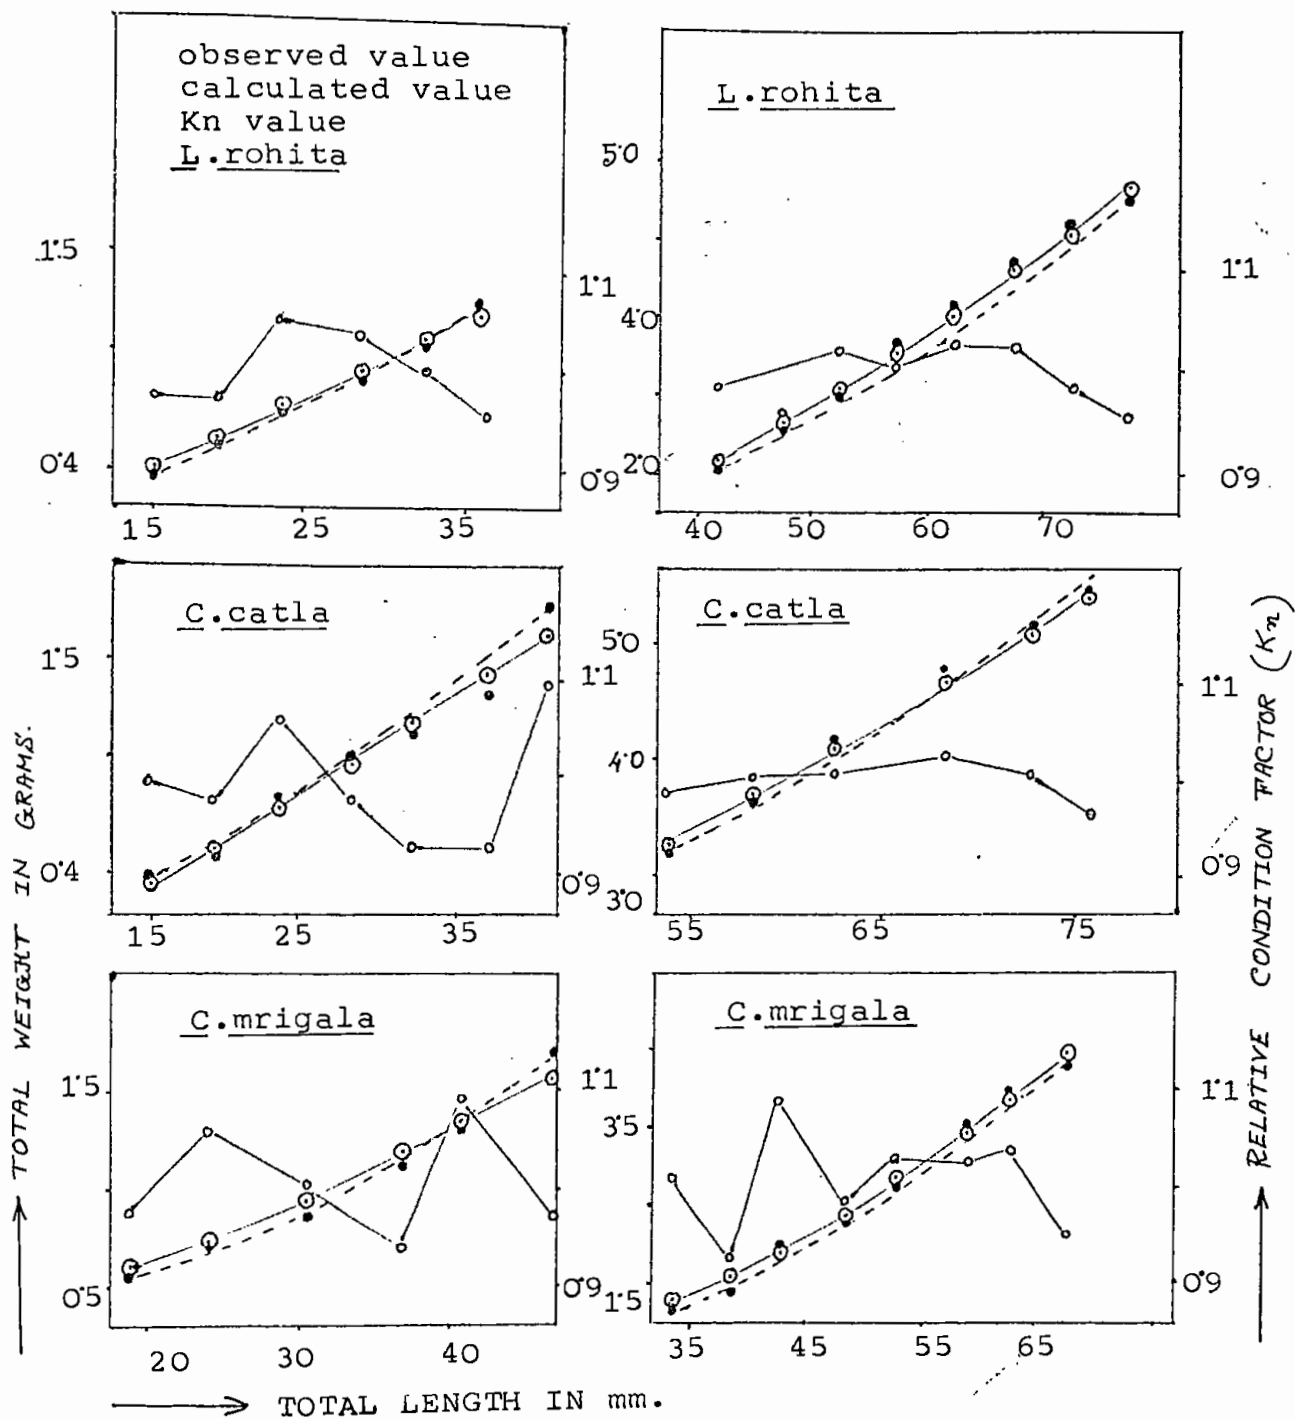 observed value
calculated value
Kn value
L.rohita
1.5
0.4
1.1
0.9
15 25 35
L.rohita
5.0
4.0
2.0
1.1
0.9
40 50 60 70
C.catla
1.5
0.4
1.1
0.9
15 25 35
C.catla
5.0
4.0
3.0
1.1
0.9
55 65 75
C.mrigala
1.5
0.5
1.1
0.9
20 30 40
C.mrigala
3.5
1.5
1.1
0.9
35 45 55 65
TOTAL WEIGHT IN GRAMS.
RELATIVE CONDITION FACTOR (Kn)
TOTAL LENGTH IN mm.